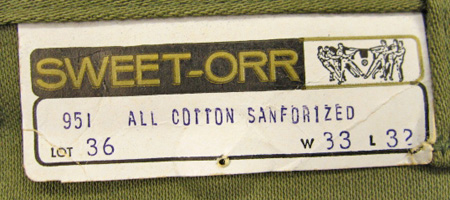 SWEET-ORR
951 ALL COTTON SANFORIZED
LOT 36 W 33 L 32